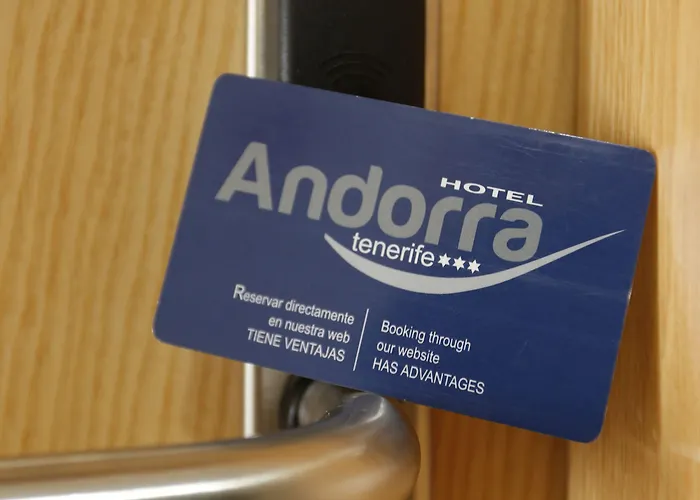 HOTEL
Andorra
tenerife***
Reservar directamente
en nuestra web
TIENE VENTAJAS
Booking through
our website
HAS ADVANTAGES